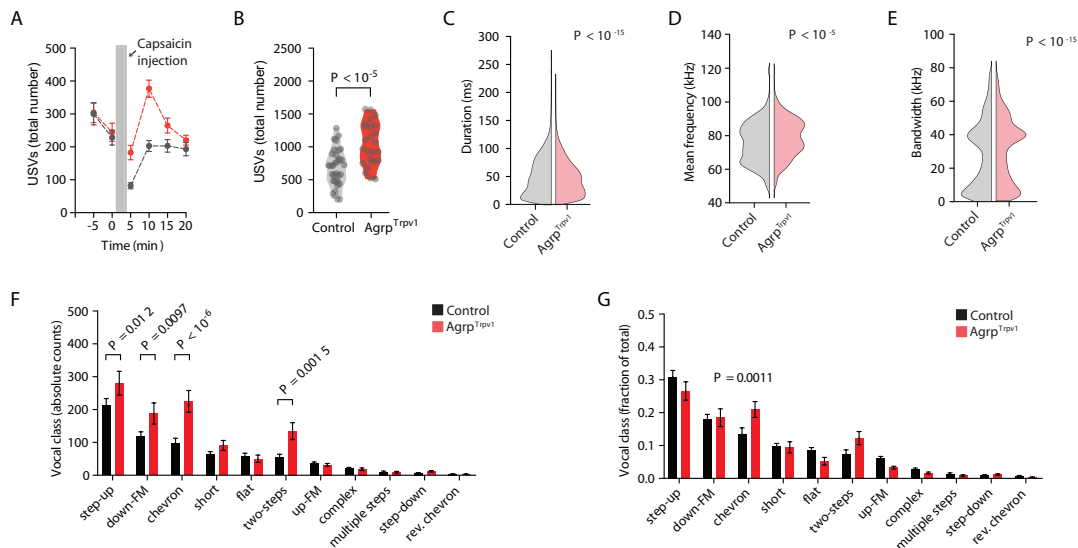 A
Capsaicin
injection
USVs (total number)
500
400
300
200
100
0
-5 0 5 10 15 20
Time (min)
B
USVs (total number)
2500
2000
1500
1000
500
0
P < 10-5
Control AgrpTrpv1
C
Duration (ms)
300
200
100
0
P < 10 -15
Control
AgrpTrpv1
D
Mean frequency (kHz)
140
120
100
80
60
40
P < 10 -5
Control
AgrpTrpv1
E
Bandwidth (kHz)
100
80
60
40
20
0
P < 10 -15
Control
AgrpTrpv1
F
Vocal class (absolute counts)
500
400
300
200
100
0
P = 0.01 2
P = 0.0097
P < 10-6
P = 0.001 5
Control
AgrpTrpv1
step-up
down-FM
chevron
short
flat
two-steps
up-FM
complex
multiple steps
step-down
rev. chevron
G
Vocal class (fraction of total)
0.5
0.4
0.3
0.2
0.1
0.0
P = 0.0011
Control
AgrpTrpv1
step-up
down-FM
chevron
short
flat
two-steps
up-FM
complex
multiple steps
step-down
rev. chevron